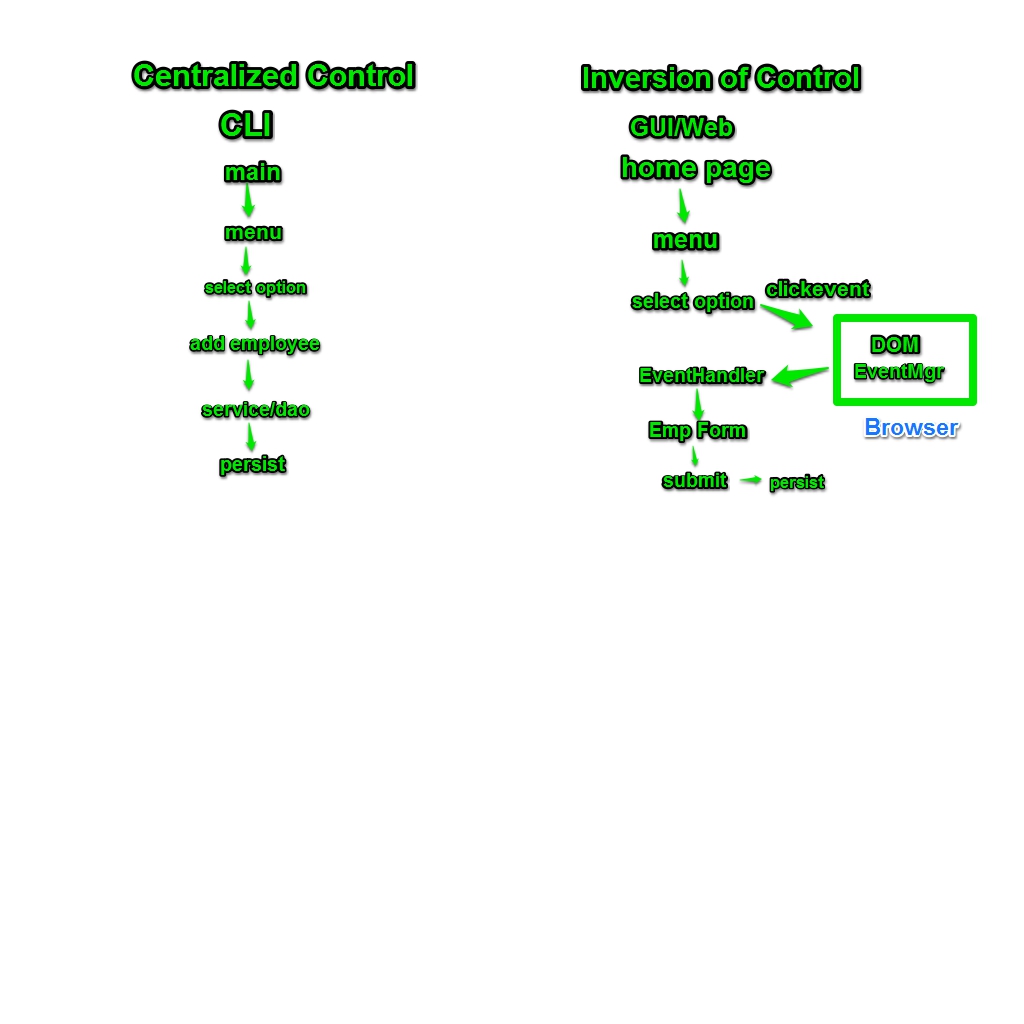 Centralized Control
CLI
main
menu
select option
add employee
service/dao
persist
Inversion of Control
GUI/Web
home page
menu
select option
clickevent
DOM
EventMgr
Browser
EventHandler
Emp Form
submit
persist